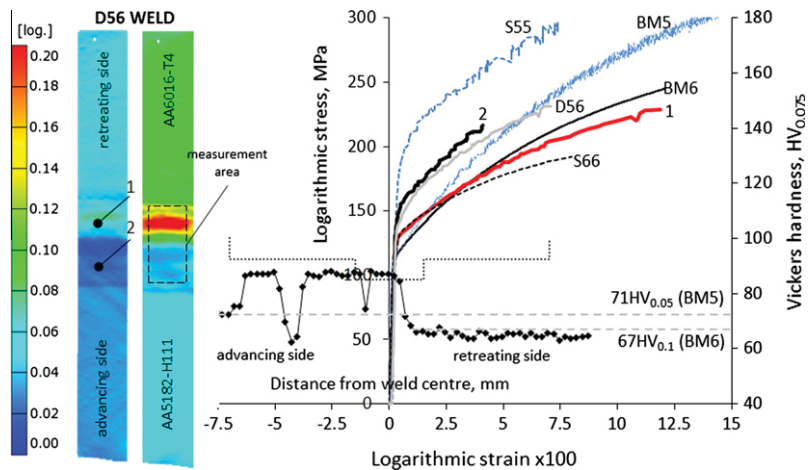 D56 WELD
[log.]
0.20
0.18
0.16
0.14
0.12
0.10
0.08
0.06
0.04
0.02
0.00
retreating side
advancing side
AA6016-T4
AA5182-H111
1
2
measurement
area
Logarithmic stress, MPa
300
250
200
150
100
50
0
S55
BM5
2
D56
BM6
1
S66
71HV0.05 (BM5)
67HV0.1 (BM6)
advancing side
retreating side
Distance from weld centre, mm
-7.5 -5 -2.5 0 2.5 5 7.5 10 12.5 15
Logarithmic strain x100
Vickers hardness, HV0.075
180
160
140
120
100
80
60
40